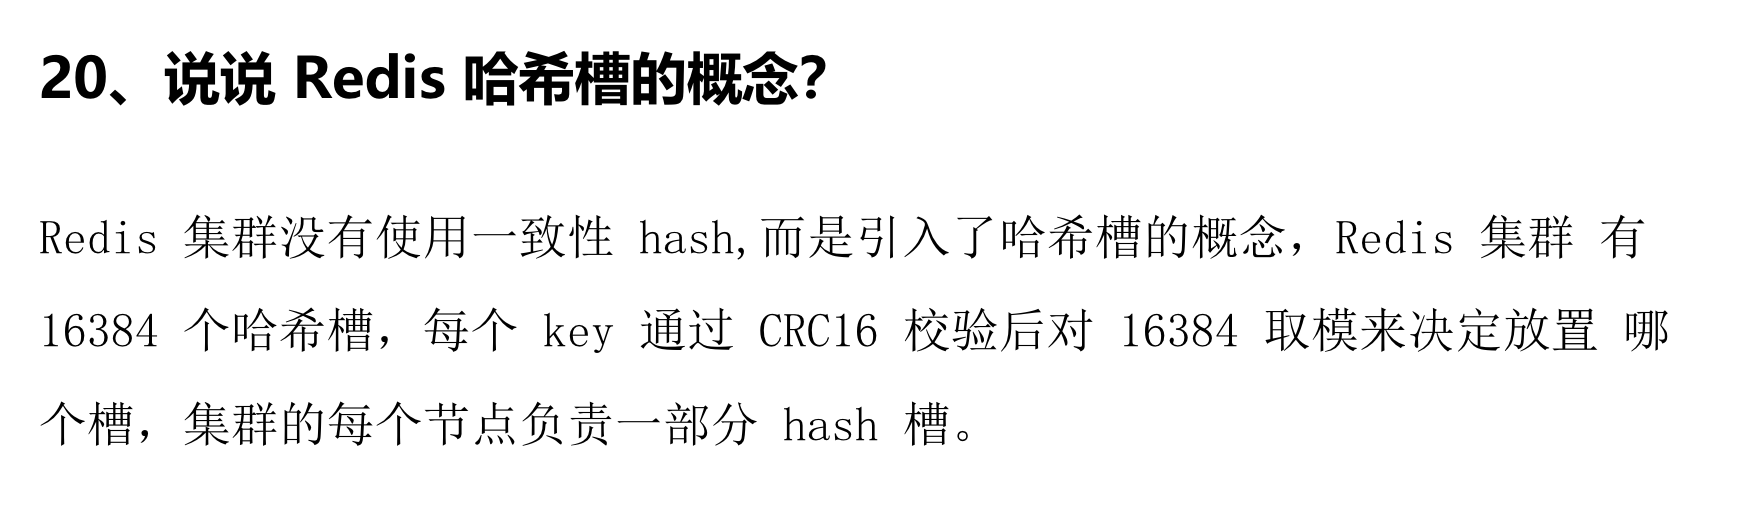 20、说说 Redis 哈希槽的概念？
Redis 集群没有使用一致性 hash,而是引入了哈希槽的概念，Redis 集群 有
16384 个哈希槽，每个 key 通过 CRC16 校验后对 16384 取模来决定放置 哪
个槽，集群的每个节点负责一部分 hash 槽。